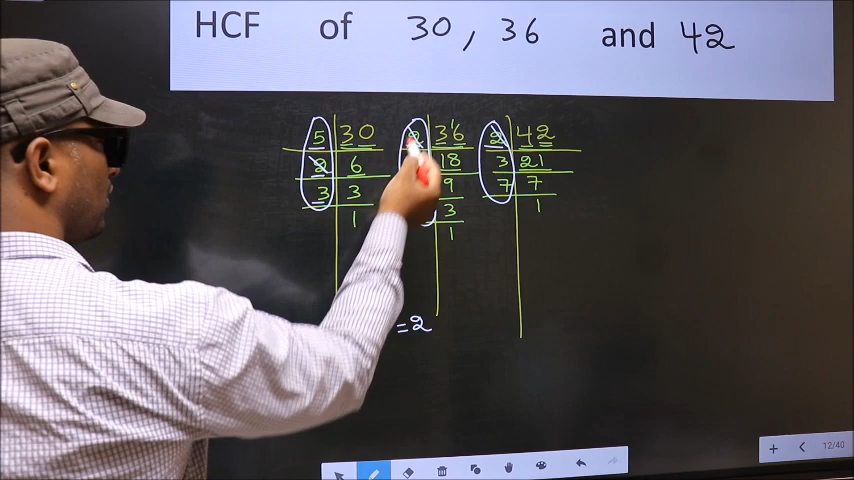 HCF of 30, 36 and 42
5 30 2 36 2 42
2 6 18 3 21
3 3 9 7 7
1 3 1
1
= 2
12/40